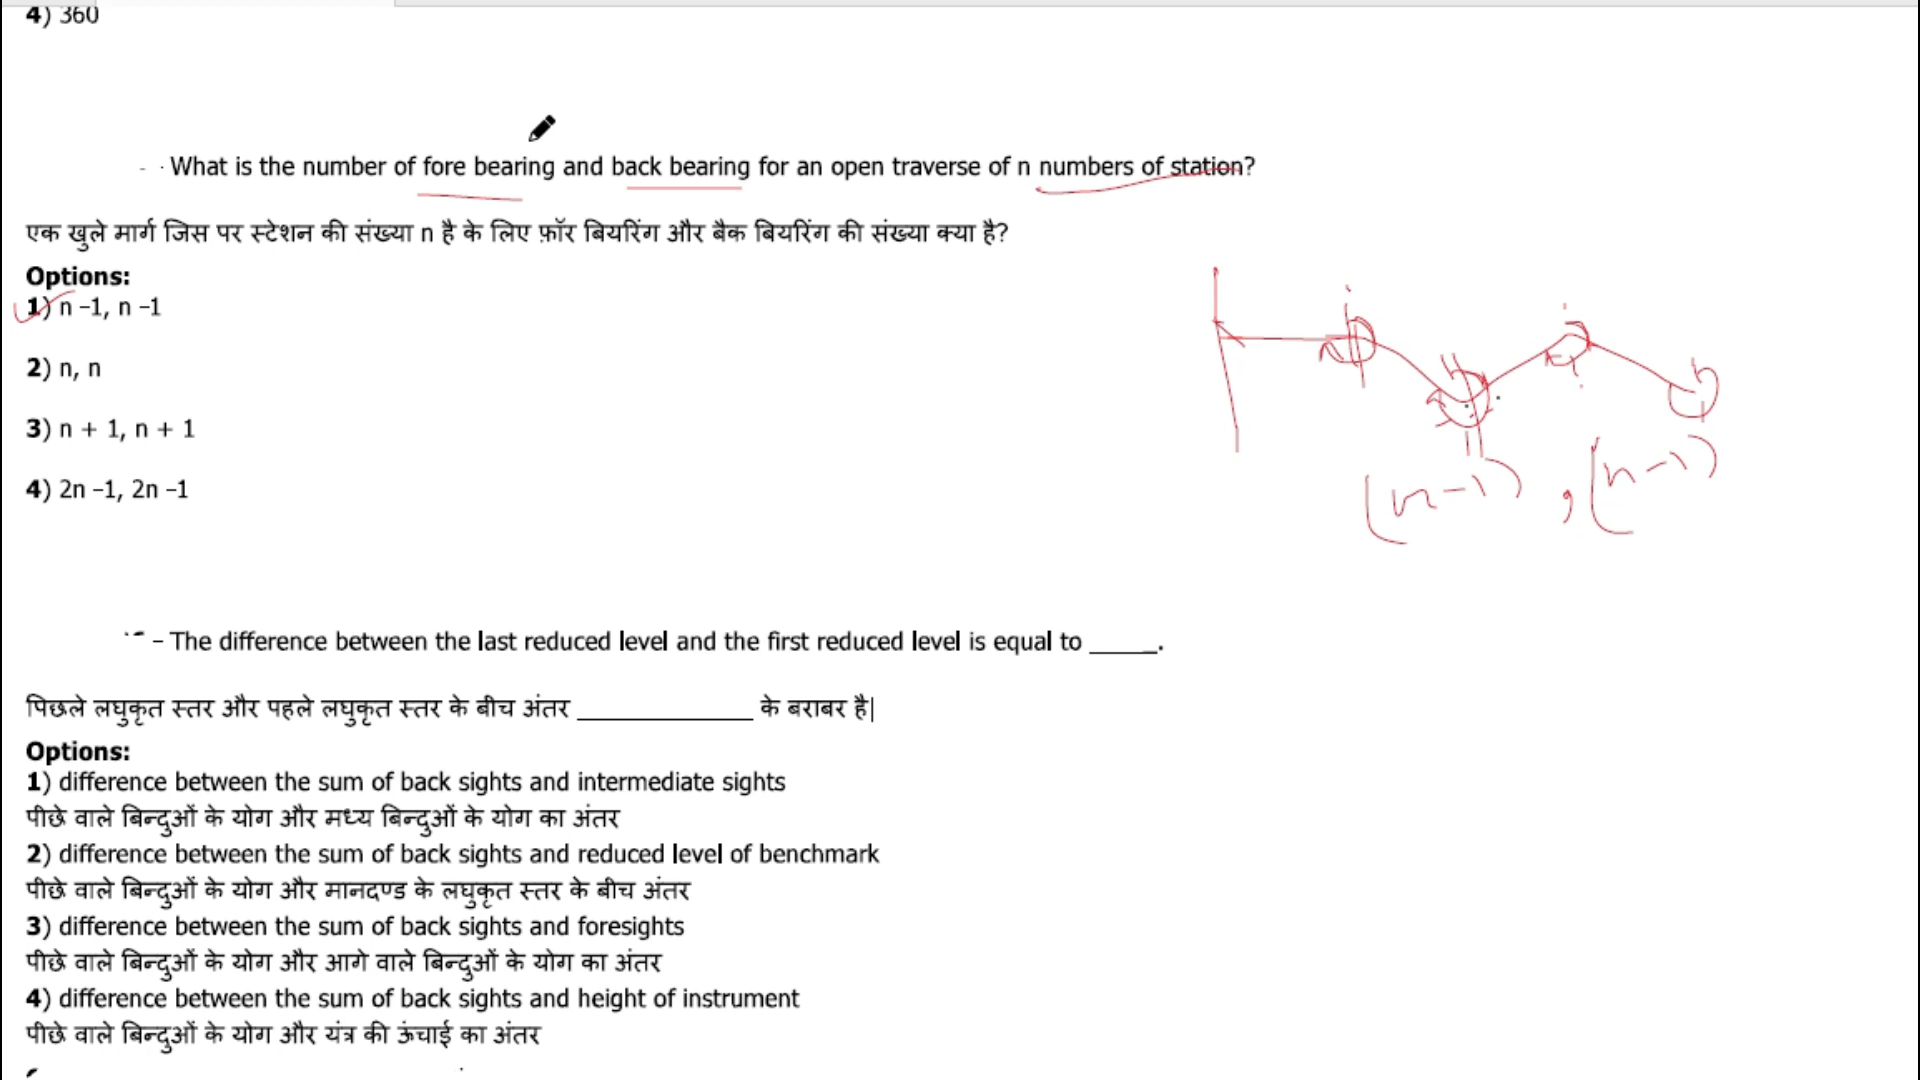 4) 360
What is the number of fore bearing and back bearing for an open traverse of n numbers of station?
एक खुले मार्ग जिस पर स्टेशन की संख्या n है के लिए फ़ॉर बियरिंग और बैक बियरिंग की संख्या क्या है?
Options:
1) n –1, n –1
2) n, n
3) n + 1, n + 1
4) 2n –1, 2n –1
(n-1) , (n-1)
– The difference between the last reduced level and the first reduced level is equal to _____.
पिछले लघुकृत स्तर और पहले लघुकृत स्तर के बीच अंतर _____________ के बराबर है|
Options:
1) difference between the sum of back sights and intermediate sights
पीछे वाले बिन्दुओं के योग और मध्य बिन्दुओं के योग का अंतर
2) difference between the sum of back sights and reduced level of benchmark
पीछे वाले बिन्दुओं के योग और मानदण्ड के लघुकृत स्तर के बीच अंतर
3) difference between the sum of back sights and foresights
पीछे वाले बिन्दुओं के योग और आगे वाले बिन्दुओं के योग का अंतर
4) difference between the sum of back sights and height of instrument
पीछे वाले बिन्दुओं के योग और यंत्र की ऊंचाई का अंतर